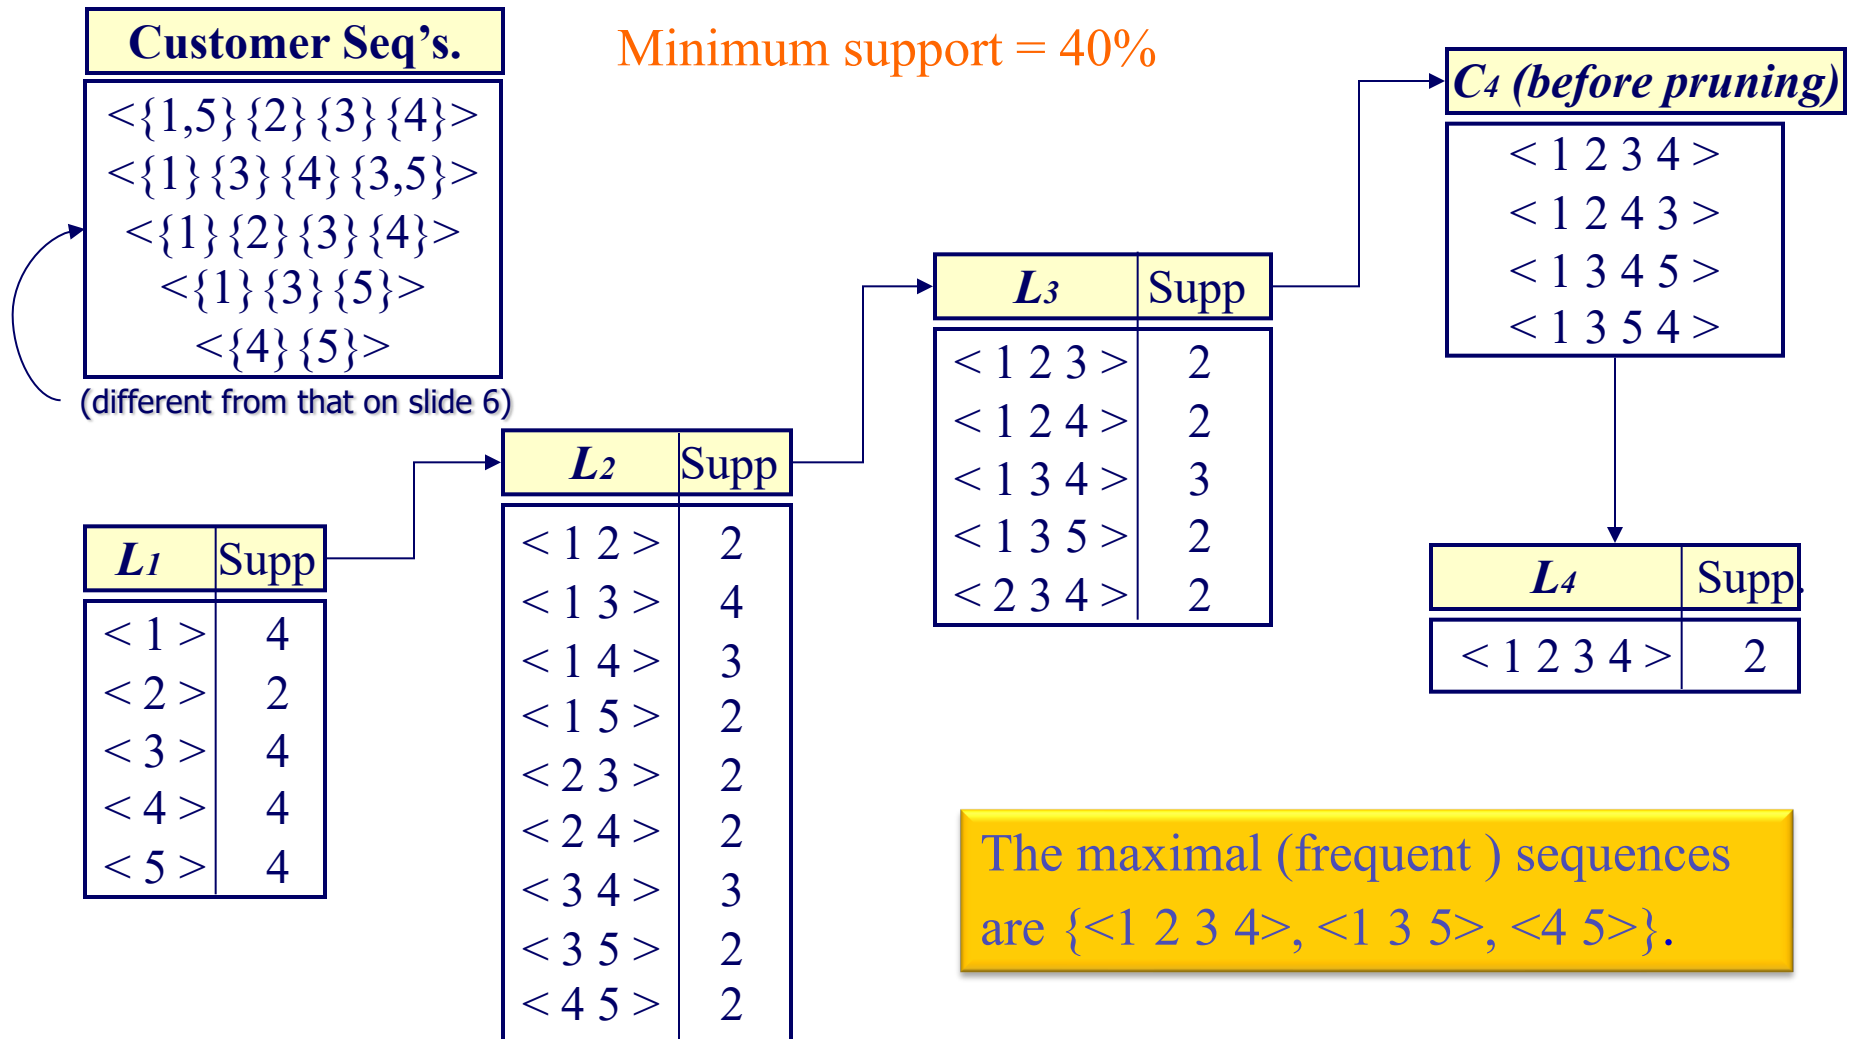 Customer Seq’s.
<{1,5}{2}{3}{4}>
<{1}{3}{4}{3,5}>
<{1}{2}{3}{4}>
<{1}{3}{5}>
<{4}{5}>
(different from that on slide 6)
Minimum support = 40%
L1 Supp
< 1 > 4
< 2 > 2
< 3 > 4
< 4 > 4
< 5 > 4
L2 Supp
< 1 2 > 2
< 1 3 > 4
< 1 4 > 3
< 1 5 > 2
< 2 3 > 2
< 2 4 > 2
< 3 4 > 3
< 3 5 > 2
< 4 5 > 2
L3 Supp
< 1 2 3 > 2
< 1 2 4 > 2
< 1 3 4 > 3
< 1 3 5 > 2
< 2 3 4 > 2
C4 (before pruning)
< 1 2 3 4 >
< 1 2 4 3 >
< 1 3 4 5 >
< 1 3 5 4 >
L4 Supp.
< 1 2 3 4 > 2
The maximal (frequent ) sequences
are {<1 2 3 4>, <1 3 5>, <4 5>}.